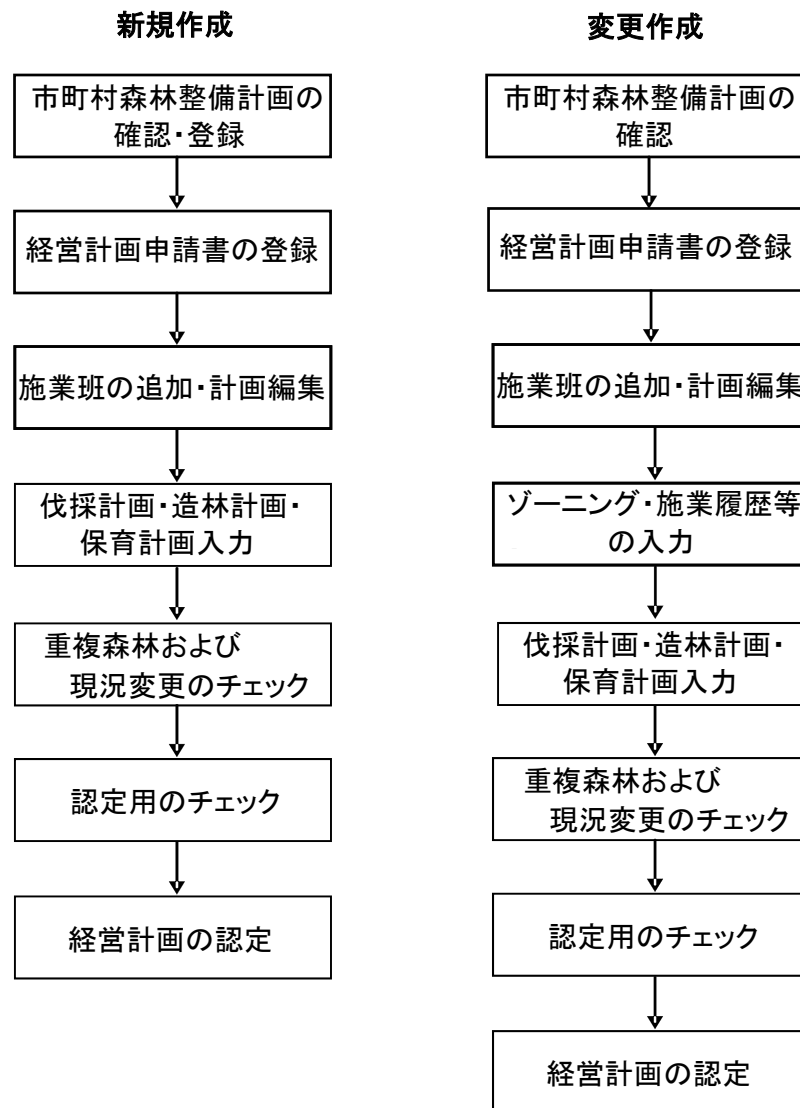 新規作成
市町村森林整備計画の
確認・登録
経営計画申請書の登録
施業班の追加・計画編集
伐採計画・造林計画・
保育計画入力
重複森林および
現況変更のチェック
認定用のチェック
経営計画の認定
変更作成
市町村森林整備計画の
確認
経営計画申請書の登録
施業班の追加・計画編集
ゾーニング・施業履歴等
の入力
伐採計画・造林計画・
保育計画入力
重複森林および
現況変更のチェック
認定用のチェック
経営計画の認定